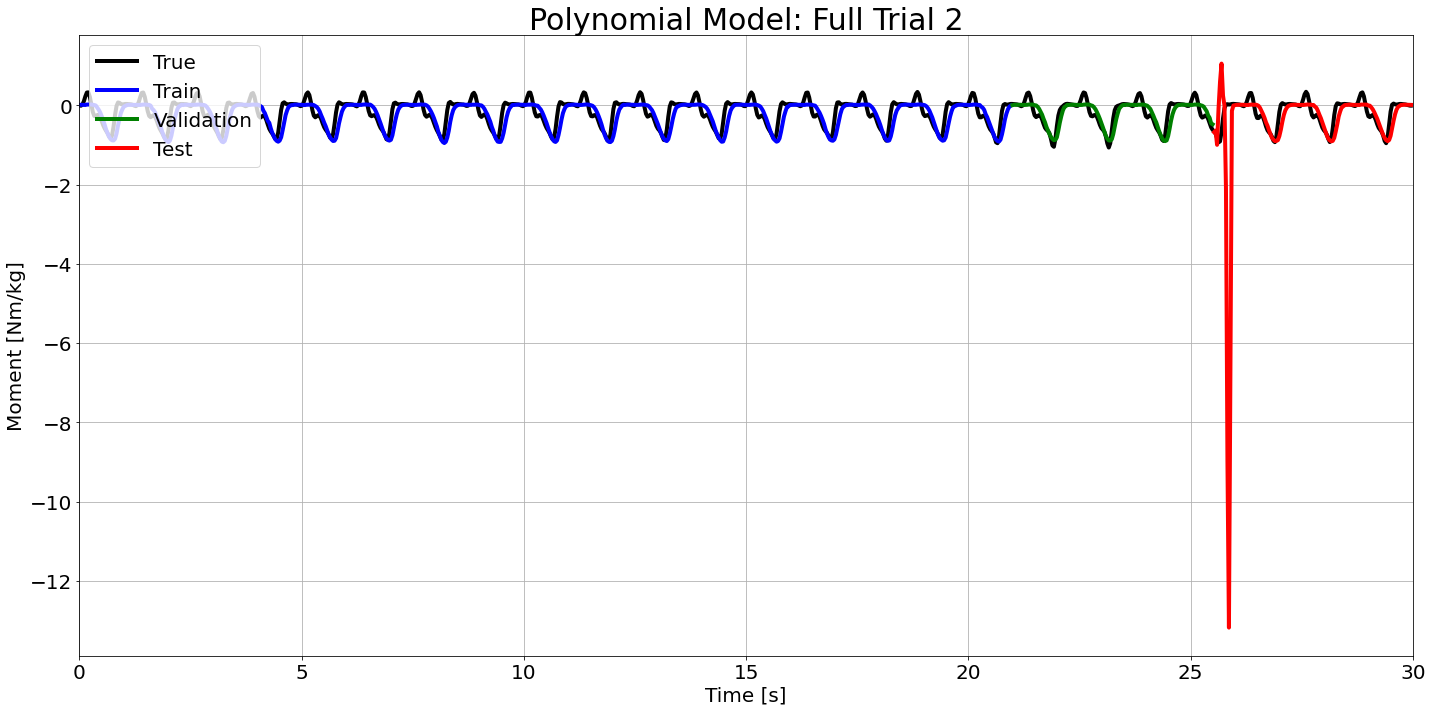 Polynomial Model: Full Trial 2
True
Train
Validation
Test
0
−2
−4
−6
−8
−10
−12
Moment [Nm/kg]
0 5 10 15 20 25 30
Time [s]